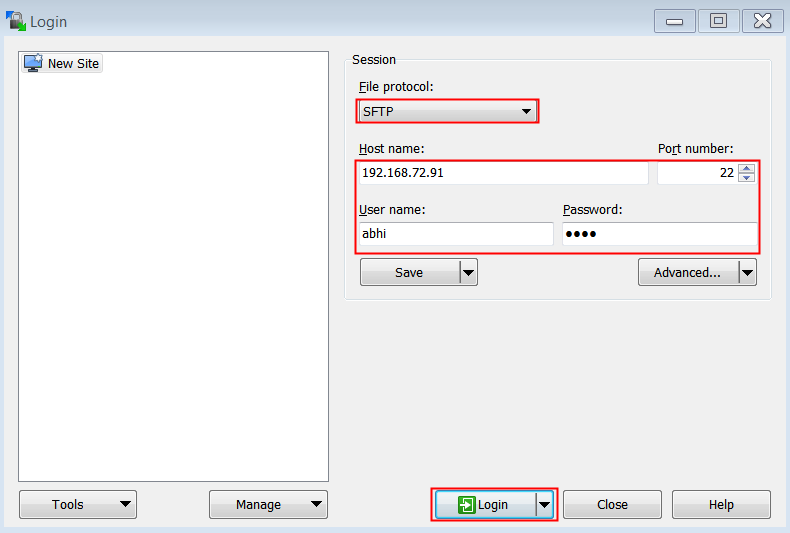 Login
New Site
Session
File protocol:
SFTP
Host name: Port number:
192.168.72.91 22
User name: Password:
abhi ●●●●
Save Advanced...
Tools Manage Login Close Help